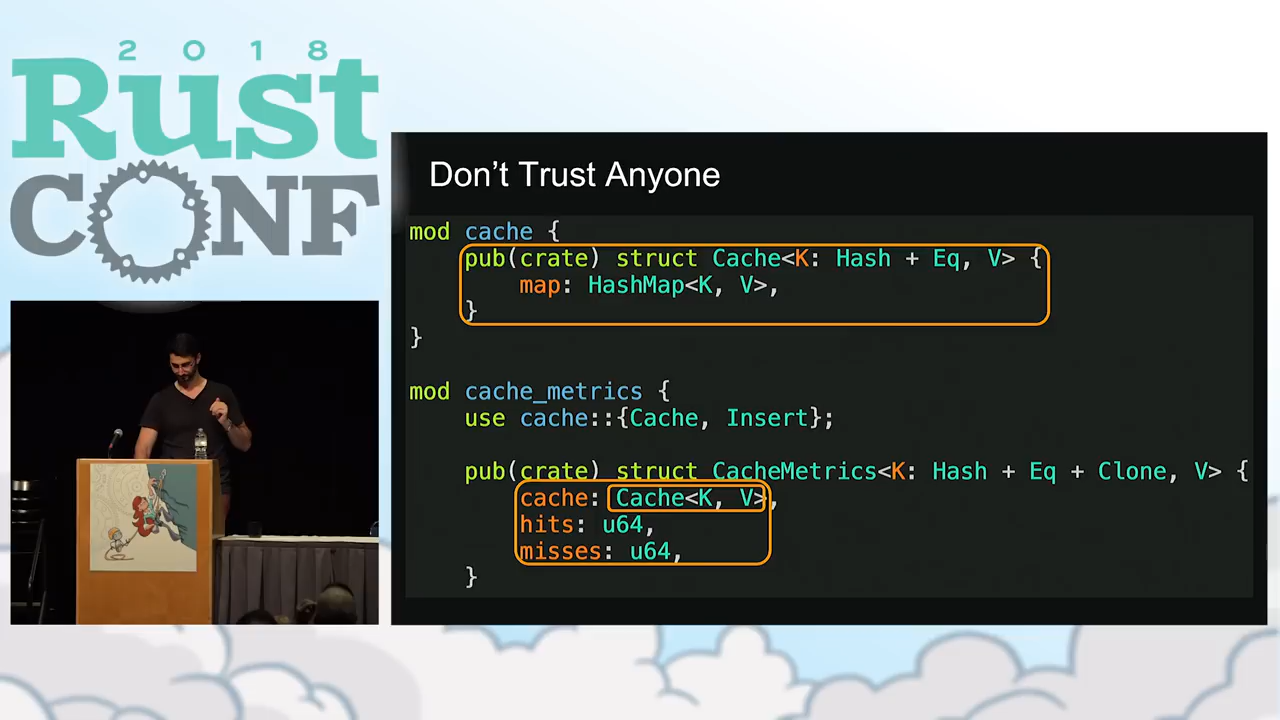 2018
Rust
CONF
Don’t Trust Anyone
mod cache {
    pub(crate) struct Cache<K: Hash + Eq, V> {
        map: HashMap<K, V>,
    }
}
mod cache_metrics {
    use cache::{Cache, Insert};
    pub(crate) struct CacheMetrics<K: Hash + Eq + Clone, V> {
        cache: Cache<K, V>,
        hits: u64,
        misses: u64,
    }